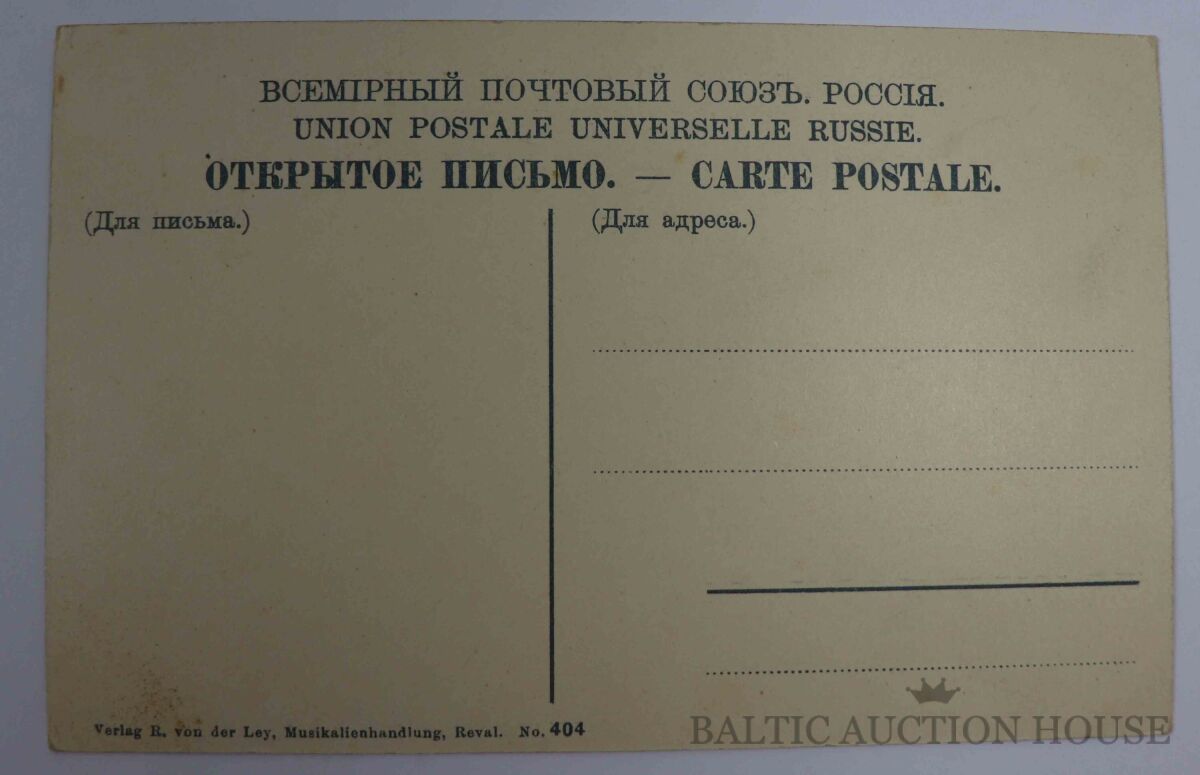 ВСЕМІРНЫЙ ПОЧТОВЫЙ СОЮЗЪ. РОССІЯ.
UNION POSTALE UNIVERSELLE RUSSIE.
ОТКРЫТОЕ ПИСЬМО. — CARTE POSTALE.
(Для письма.)
(Для адреса.)
Verlag R. von der Ley, Musikalienhandlung, Reval. No. 404
BALTIC AUCTION HOUSE